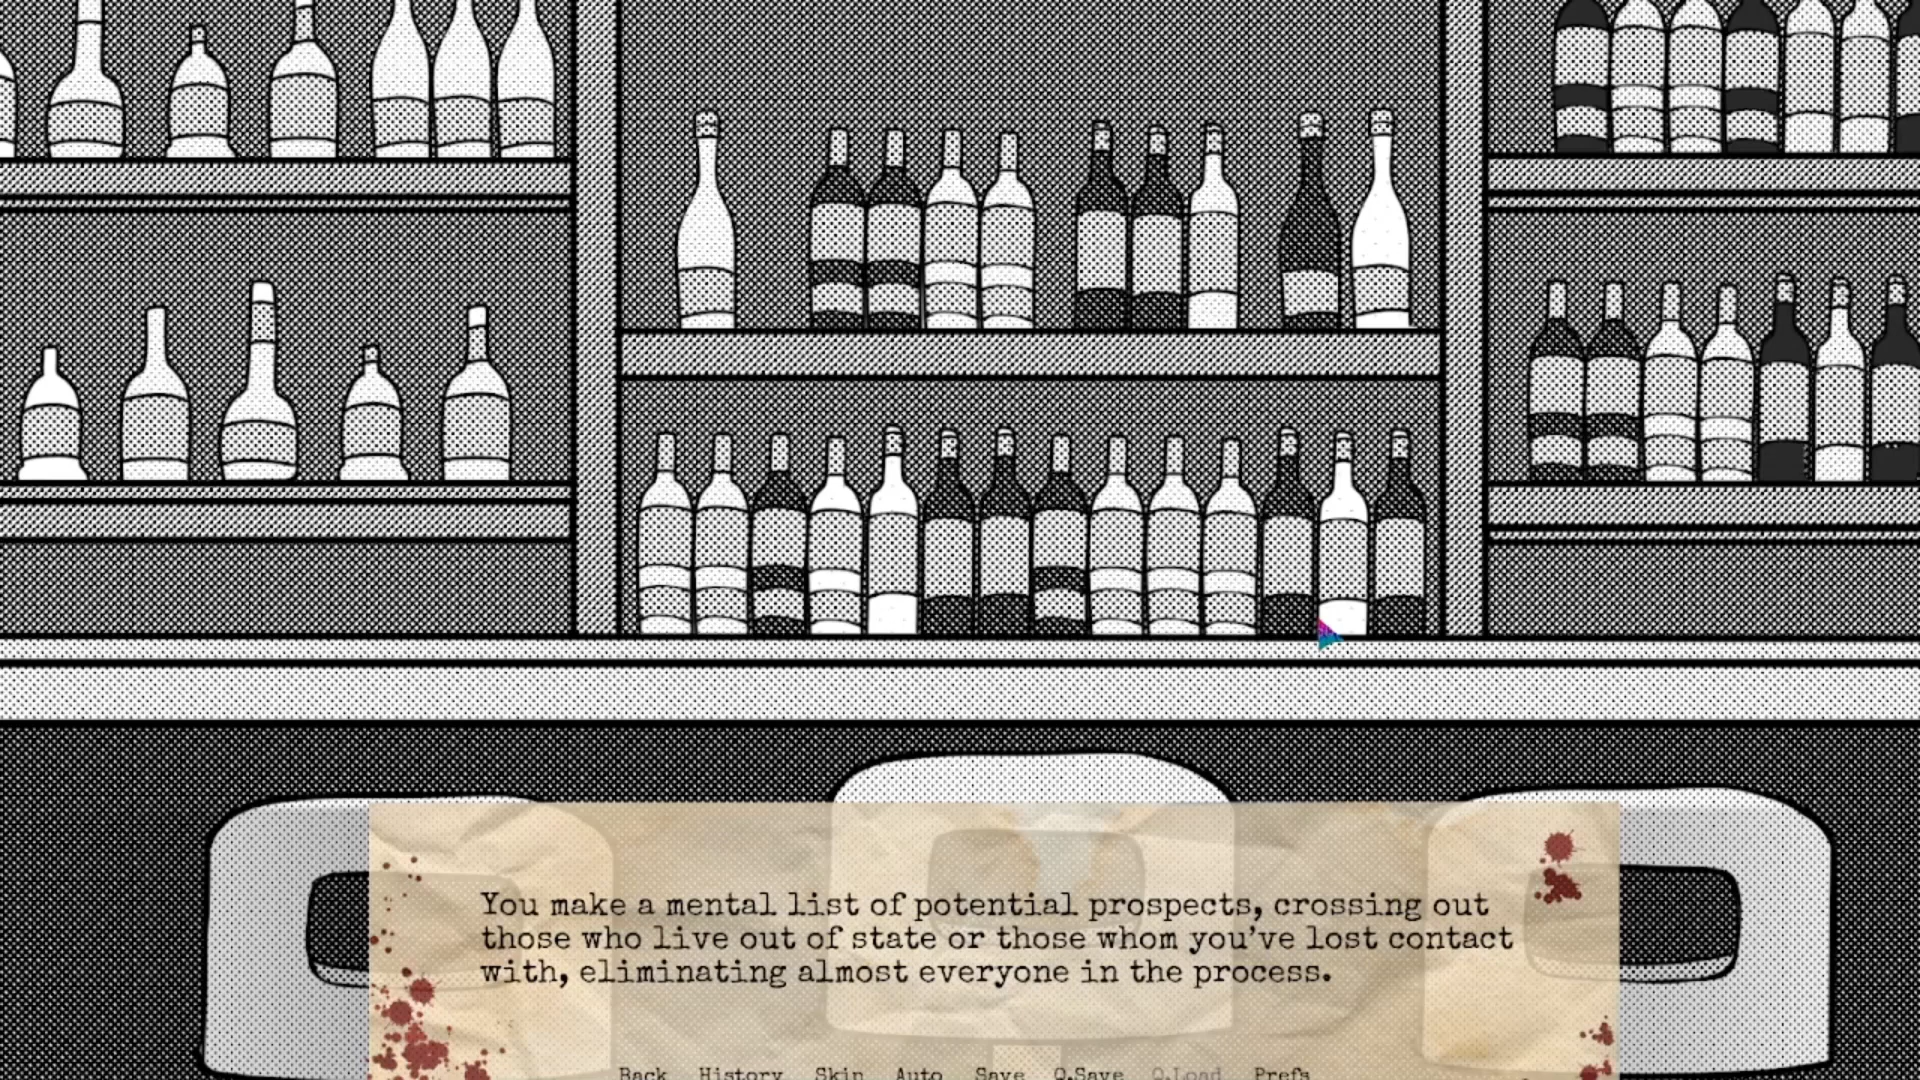 You make a mental list of potential prospects, crossing out
those who live out of state or those whom you've lost contact
with, eliminating almost everyone in the process.
Back History Skip Auto Save Q.Save Q.Load Prefs